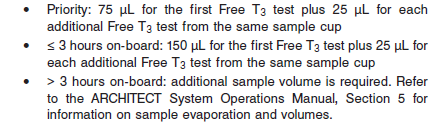 • Priority: 75 µL for the first Free T₃ test plus 25 µL for each
additional Free T₃ test from the same sample cup
• ≤ 3 hours on-board: 150 µL for the first Free T₃ test plus 25 µL for
each additional Free T₃ test from the same sample cup
• > 3 hours on-board: additional sample volume is required. Refer
to the ARCHITECT System Operations Manual, Section 5 for
information on sample evaporation and volumes.